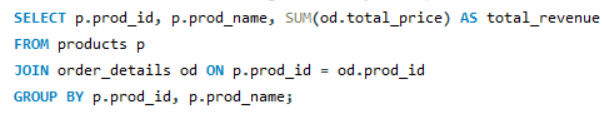 SELECT p.prod_id, p.prod_name, SUM(od.total_price) AS total_revenue
FROM products p
JOIN order_details od ON p.prod_id = od.prod_id
GROUP BY p.prod_id, p.prod_name;